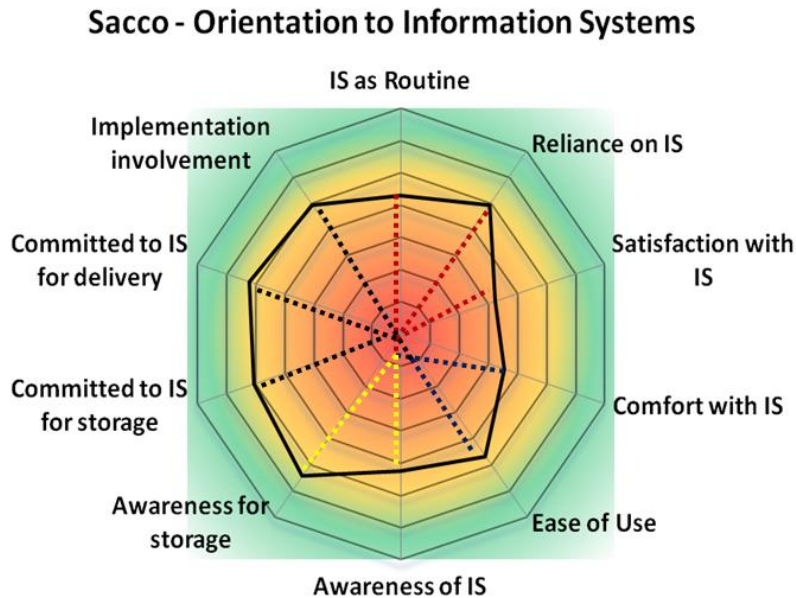 Sacco - Orientation to Information Systems
IS as Routine
Implementation
involvement
Reliance on IS
Committed to IS
for delivery
Satisfaction with
IS
Committed to IS
for storage
Comfort with IS
Awareness for
storage
Ease of Use
Awareness of IS